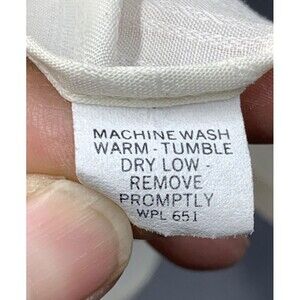 MACHINE WASH
WARM - TUMBLE
DRY LOW -
REMOVE
PROMPTLY
WPL 651